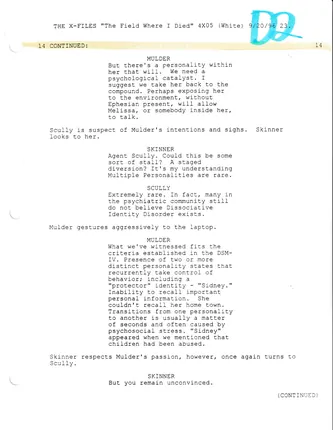 THE X-FILES "The Field Where I Died" 4X05 (White) 9/20/96 23.
14 CONTINUED: 14
MULDER
But there's a personality within
her that will. We need a
psychological catalyst. I
suggest we take her back to the
compound. Perhaps exposing her
to the environment, without
Ephesian present, will allow
Melissa, or somebody inside her,
to talk.
Scully is suspect of Mulder's intentions and sighs. Skinner
looks to her.
SKINNER
Agent Scully. Could this be some
sort of stall? A staged
diversion? It's my understanding
Multiple Personalities are rare.
SCULLY
Extremely rare. In fact, many in
the psychiatric community still
do not believe Dissociative
Identity Disorder exists.
Mulder gestures aggressively to the laptop.
MULDER
What we've witnessed fits the
criteria established in the DSM-
IV. Presence of two or more
distinct personality states that
recurrently take control of
behavior; including a
"protector" identity - "Sidney."
Inability to recall important
personal information. She
couldn't recall her home town.
Transitions from one personality
to another is usually a matter
of seconds and often caused by
psychosocial stress. "Sidney"
appeared when we mentioned that
children had been abused.
Skinner respects Mulder's passion, however, once again turns to
Scully.
SKINNER
But you remain unconvinced.
(CONTINUED)